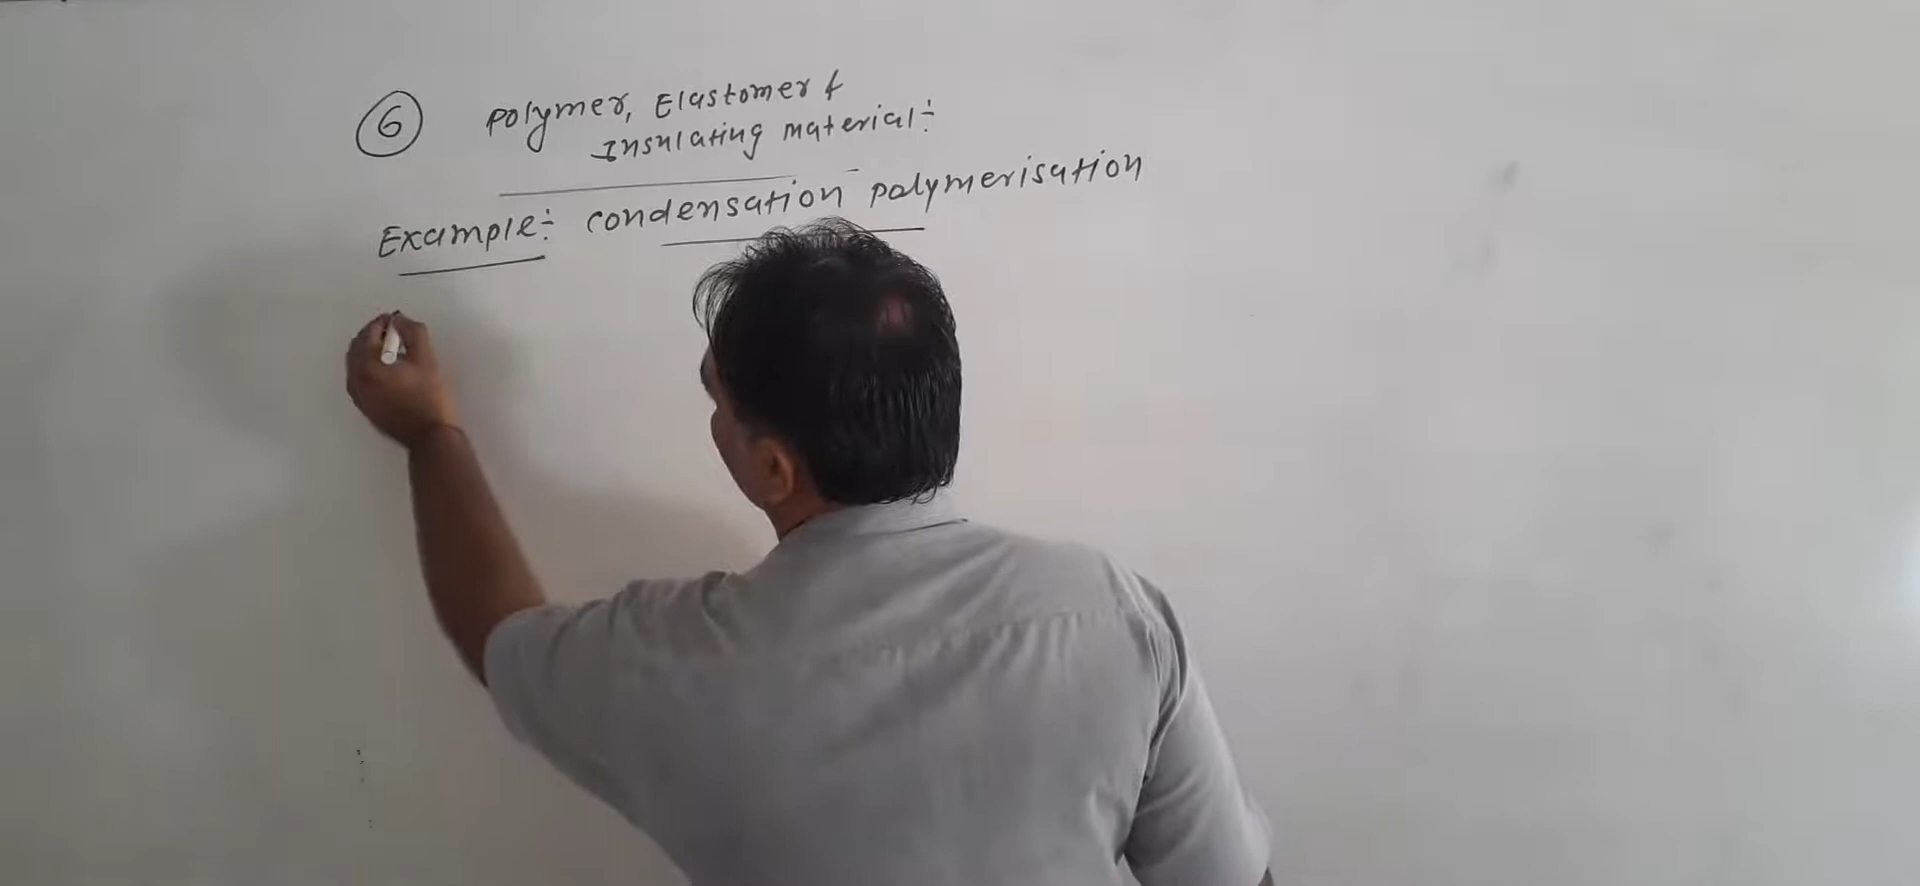 6 Polymer, Elastomer &
Insulating material÷
Example÷ condensation polymerisation